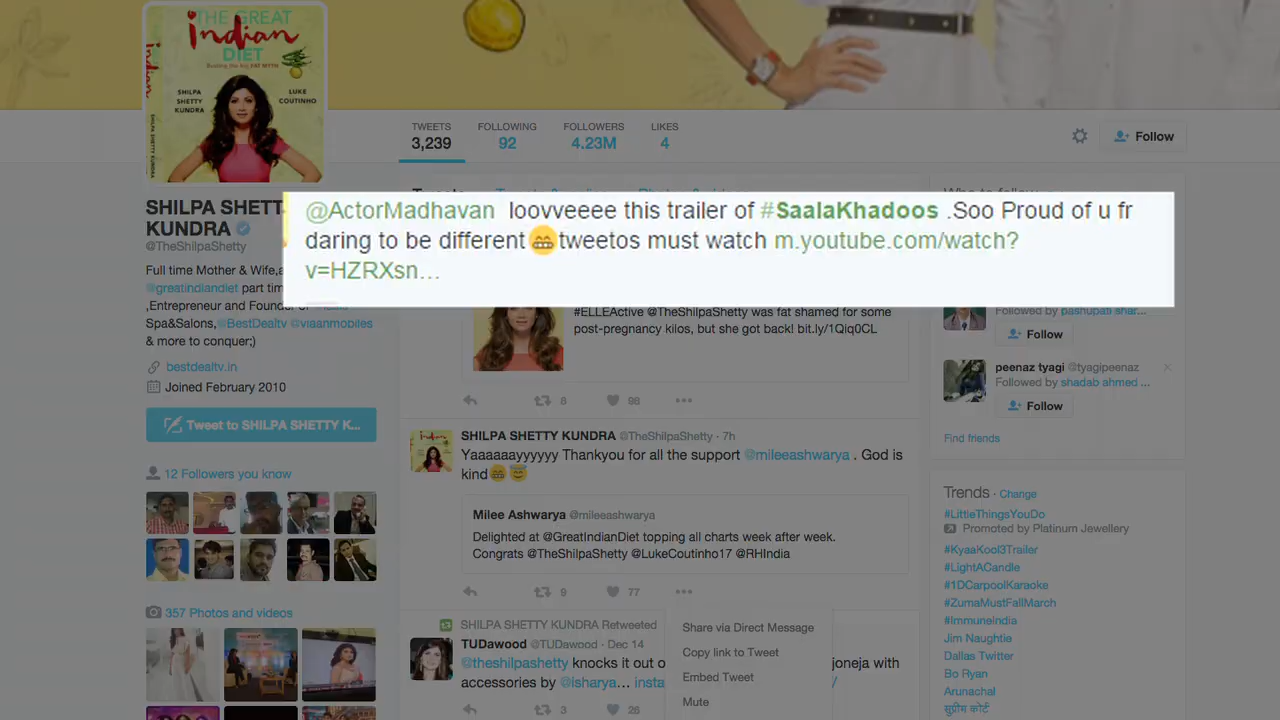 THE GREAT
Indian
DIET
Busting the big FAT MYTH
SHILPA
SHETTY
KUNDRA
LUKE
COUTINHO
SHILPA SHETTY KUNDRA
TWEETS
FOLLOWING
FOLLOWERS
LIKES
3,239
92
4.23M
4
Follow
SHILPA SHETT
KUNDRA
@TheShilpaShetty
Full time Mother & Wife,a
@greatindiandiet part tim
,Entrepreneur and Founder
Spa&Salons,@BestDealtv @viaanmobiles
& more to conquer;)
bestdealtv.in
Joined February 2010
Tweet to SHILPA SHETTY K...
12 Followers you know
357 Photos and videos
@ActorMadhavan loovveeee this trailer of #SaalaKhadoos .Soo Proud of u fr
daring to be different😁tweetos must watch m.youtube.com/watch?
v=HZRXsn…
#ELLEActive @TheShilpaShetty was fat shamed for some
post-pregnancy kilos, but she got back! bit.ly/1Qiq0CL
8
98
SHILPA SHETTY KUNDRA @TheShilpaShetty · 7h
Yaaaaaayyyyyy Thankyou for all the support @mileeashwarya . God is
kind😁😇
Milee Ashwarya @mileeashwarya
Delighted at @GreatIndianDiet topping all charts week after week.
Congrats @TheShilpaShetty @LukeCoutinho17 @RHIndia
9
77
SHILPA SHETTY KUNDRA Retweeted
TUDawood @TUDawood · Dec 14
@theshilpashetty knocks it out o
joneja with
accessories by @isharya… insta
/
3
26
Share via Direct Message
Copy link to Tweet
Embed Tweet
Mute
Followed by pashupati shar...
Follow
peenaz tyagi @tyagipeenaz
Followed by shadab ahmed ...
Follow
Find friends
Trends · Change
#LittleThingsYouDo
Promoted by Platinum Jewellery
#KyaaKool3Trailer
#LightACandle
#1DCarpoolKaraoke
#ZumaMustFallMarch
#ImmuneIndia
Jim Naughtie
Dallas Twitter
Bo Ryan
Arunachal
सुप्रीम कोर्ट